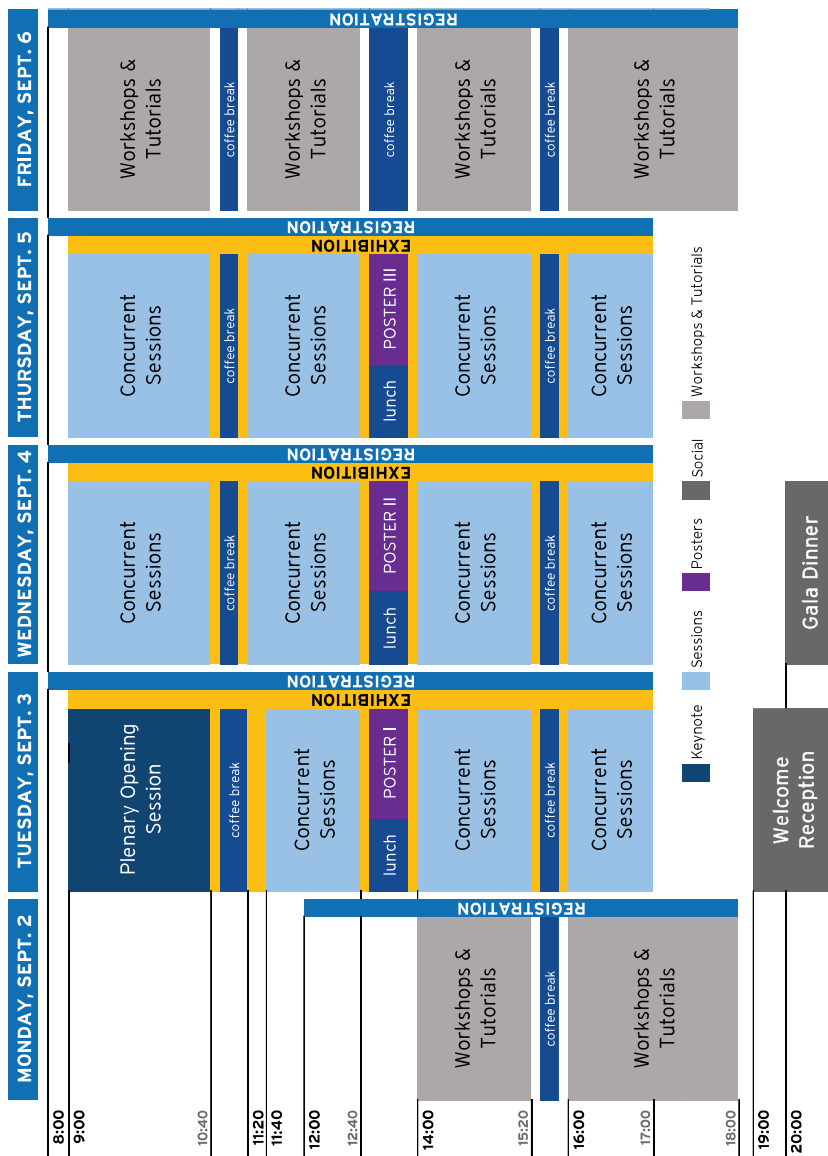 MONDAY, SEPT. 2
TUESDAY, SEPT. 3
WEDNESDAY, SEPT. 4
THURSDAY, SEPT. 5
FRIDAY, SEPT. 6
8:00
9:00
10:40
11:20
11:40
12:00
12:40
14:00
15:20
16:00
17:00
18:00
19:00
20:00
REGISTRATION
Workshops &
Tutorials
coffee break
Workshops &
Tutorials
REGISTRATION
EXHIBITION
Plenary Opening
Session
coffee break
Concurrent
Sessions
lunch
POSTER I
Concurrent
Sessions
coffee break
Concurrent
Sessions
Welcome
Reception
REGISTRATION
EXHIBITION
Concurrent
Sessions
coffee break
Concurrent
Sessions
lunch
POSTER II
Concurrent
Sessions
coffee break
Concurrent
Sessions
Gala Dinner
REGISTRATION
EXHIBITION
Concurrent
Sessions
coffee break
Concurrent
Sessions
lunch
POSTER III
Concurrent
Sessions
coffee break
Concurrent
Sessions
REGISTRATION
Workshops &
Tutorials
coffee break
Workshops &
Tutorials
coffee break
Workshops &
Tutorials
coffee break
Workshops &
Tutorials
Keynote
Sessions
Posters
Social
Workshops & Tutorials